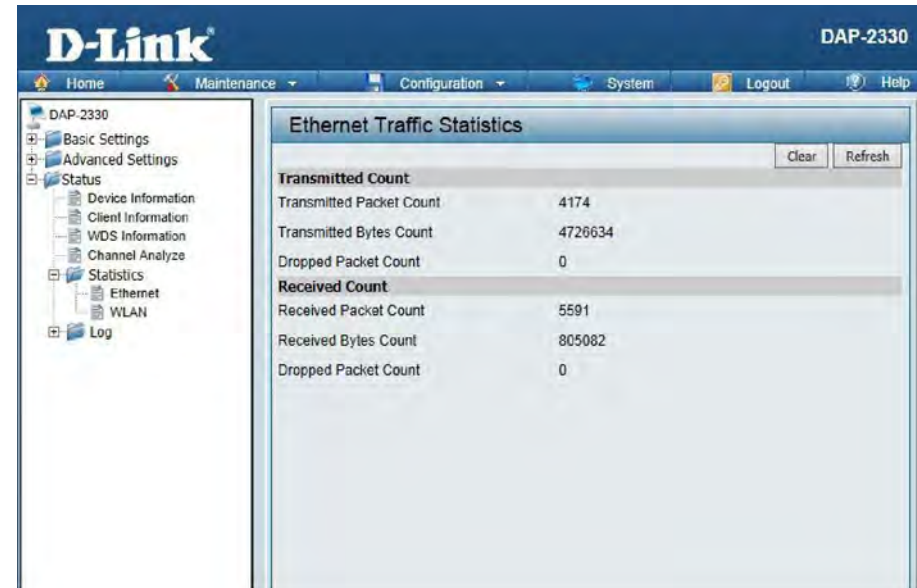 D-Link
DAP-2330
Home Maintenance Configuration System Logout Help
DAP-2330
Basic Settings
Advanced Settings
Status
Device Information
Client Information
WDS Information
Channel Analyze
Statistics
Ethernet
WLAN
Log
Ethernet Traffic Statistics
Clear Refresh
Transmitted Count
Transmitted Packet Count 4174
Transmitted Bytes Count 4726634
Dropped Packet Count 0
Received Count
Received Packet Count 5591
Received Bytes Count 805082
Dropped Packet Count 0